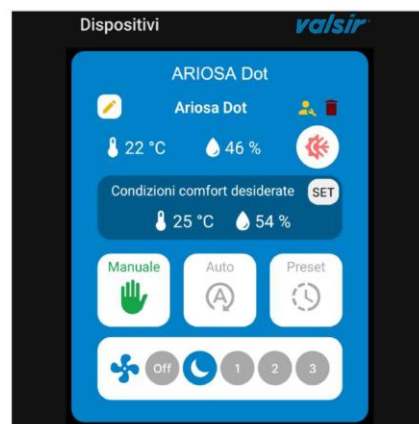 Dispositivi valsir
ARIOSA Dot
Ariosa Dot
22 °C 46 %
Condizioni comfort desiderate SET
25 °C 54 %
Manuale Auto Preset
A
Off 1 2 3